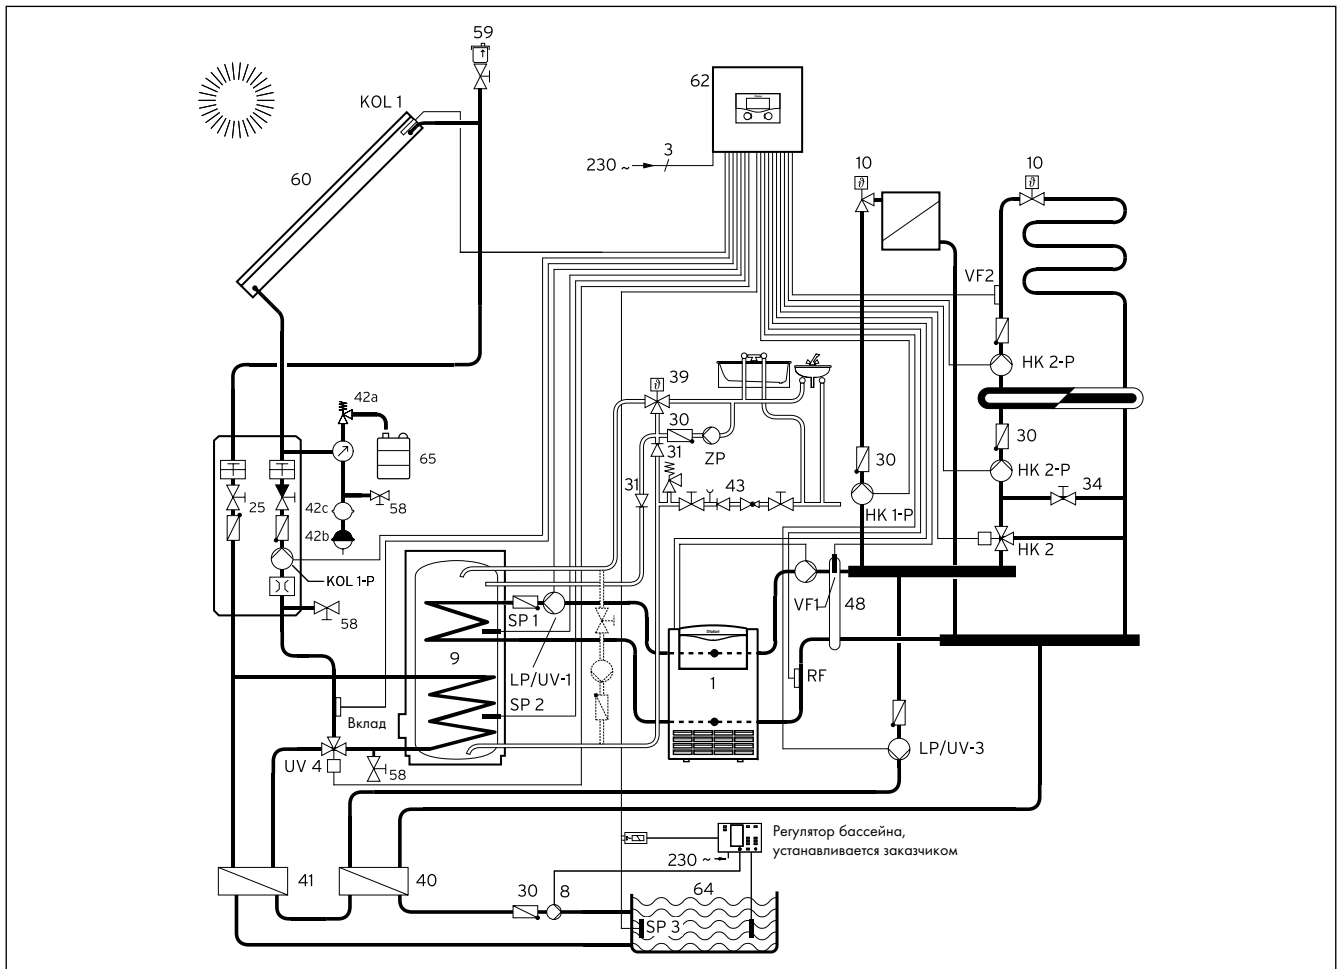 59
62
KOL 1
3
230 ~
10
10
60
VF2
HK 2-P
39
42a
30
ZP
31
65
30
30
HK 2-P
31
43
34
25
42c
58
HK 1-P
42b
HK 2
KOL 1-P
VF1
48
58
SP 1
9
LP/UV-1
1
RF
SP 2
Вклад
LP/UV-3
UV 4
58
Регулятор бассейна,
устанавливается заказчиком
230 ~
41
40
30
8
64
SP 3